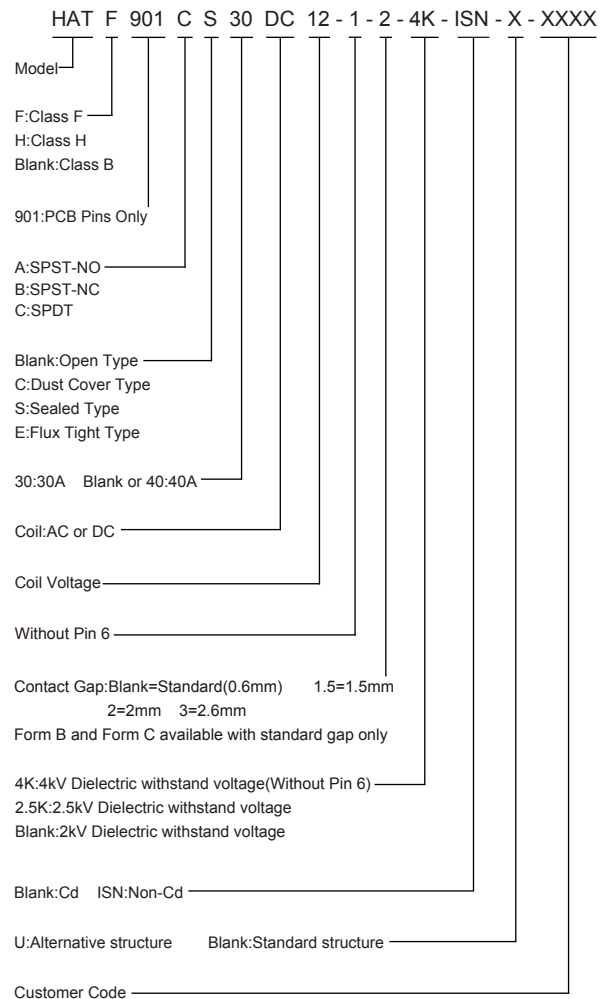 HAT F 901 C S 30 DC 12 - 1 - 2 - 4K - ISN - X - XXXX
Model
F:Class F
H:Class H
Blank:Class B
901:PCB Pins Only
A:SPST-NO
B:SPST-NC
C:SPDT
Blank:Open Type
C:Dust Cover Type
S:Sealed Type
E:Flux Tight Type
30:30A Blank or 40:40A
Coil:AC or DC
Coil Voltage
Without Pin 6
Contact Gap:Blank=Standard(0.6mm) 1.5=1.5mm
2=2mm 3=2.6mm
Form B and Form C available with standard gap only
4K:4kV Dielectric withstand voltage(Without Pin 6)
2.5K:2.5kV Dielectric withstand voltage
Blank:2kV Dielectric withstand voltage
Blank:Cd ISN:Non-Cd
U:Alternative structure Blank:Standard structure
Customer Code